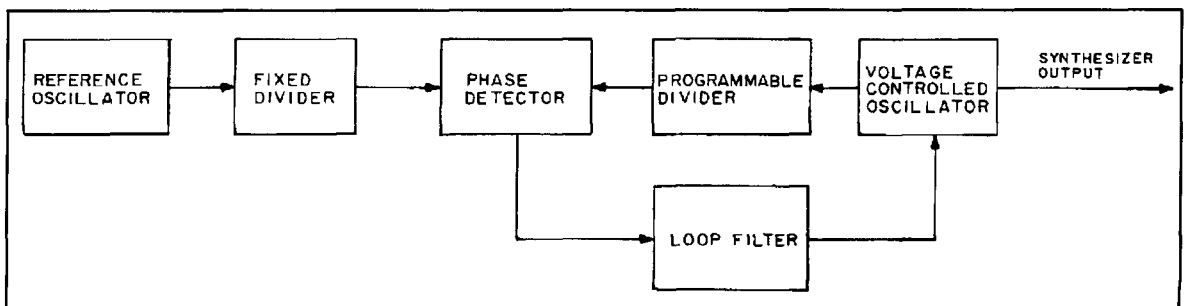 REFERENCE
OSCILLATOR
FIXED
DIVIDER
PHASE
DETECTOR
PROGRAMMABLE
DIVIDER
VOLTAGE
CONTROLLED
OSCILLATOR
SYNTHESIZER
OUTPUT
LOOP FILTER